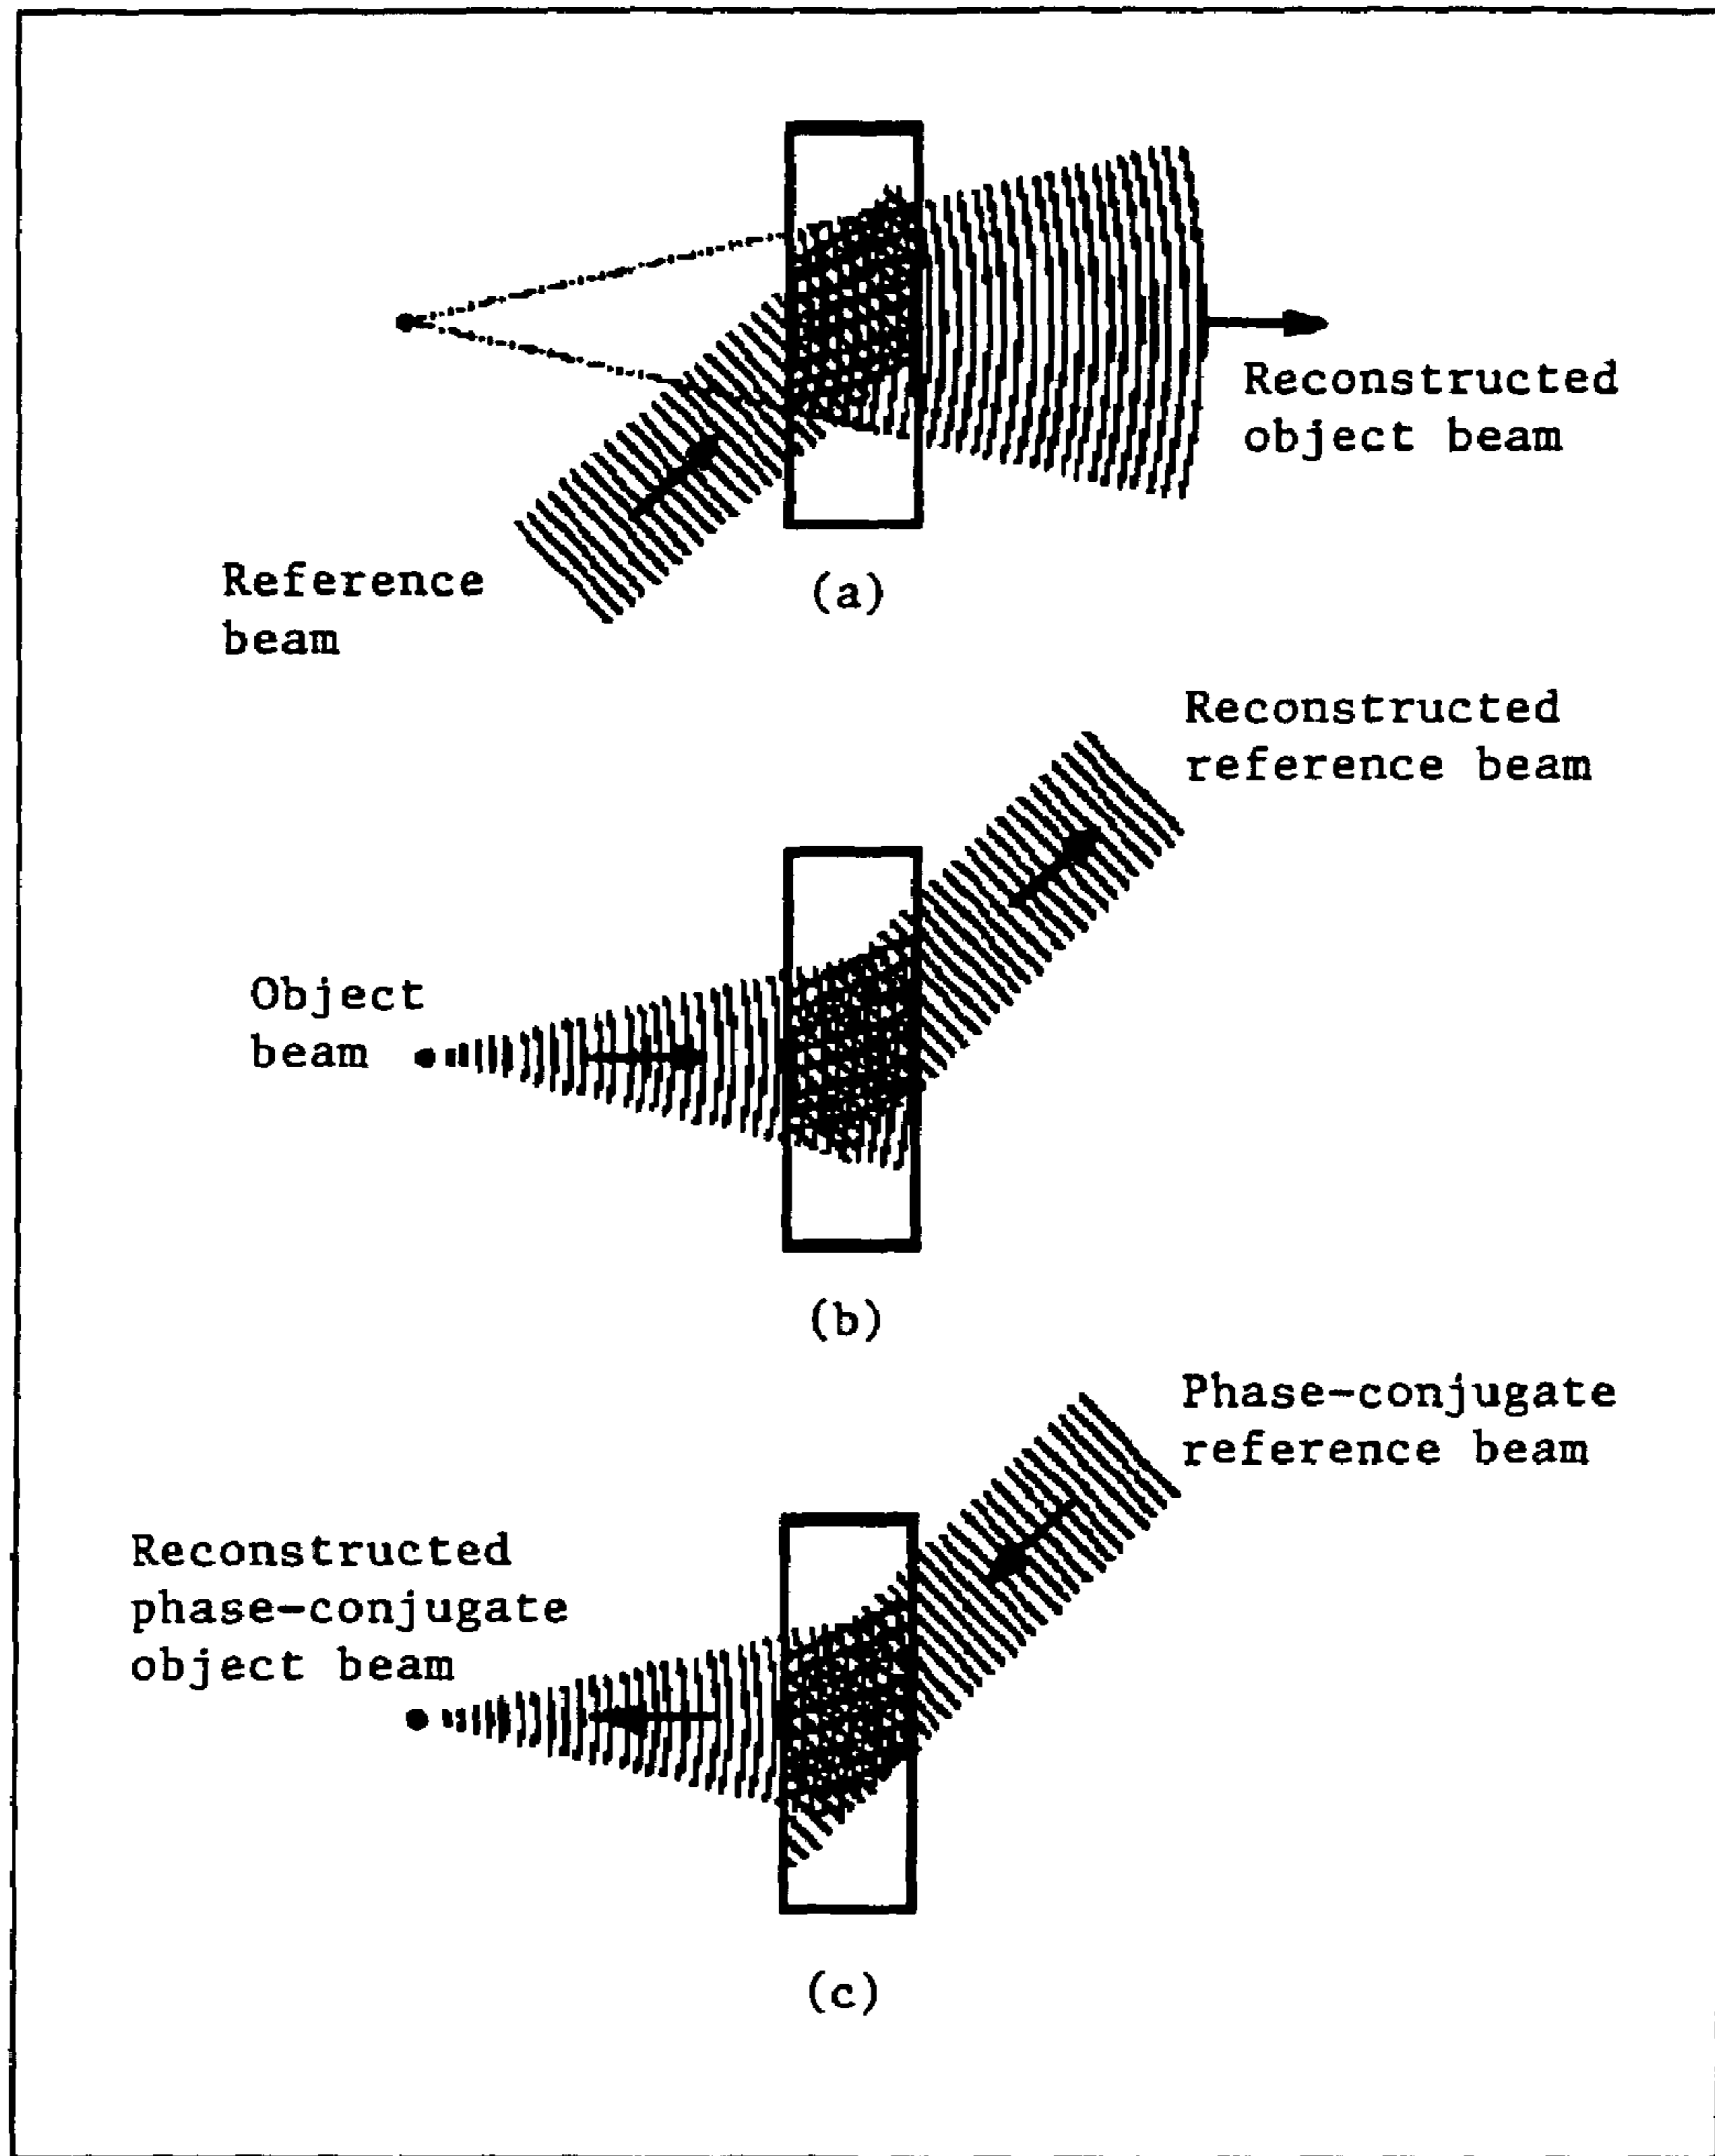 Reconstructed
object beam
Reference
beam
(a)
Reconstructed
reference beam
Object
beam
(b)
Phase-conjugate
reference beam
Reconstructed
phase-conjugate
object beam
(c)